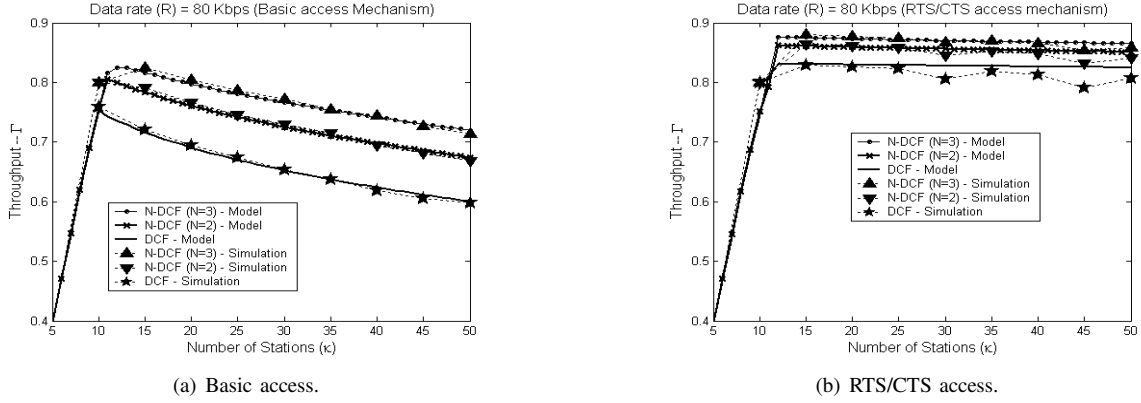 Data rate (R) = 80 Kbps (Basic access Mechanism)
0.9
0.8
0.7
0.6
0.5
0.4
Throughput – Γ
N-DCF (N=3) - Model
N-DCF (N=2) - Model
DCF - Model
N-DCF (N=3) - Simulation
N-DCF (N=2) - Simulation
DCF - Simulation
5 10 15 20 25 30 35 40 45 50
Number of Stations (κ)
(a) Basic access.
Data rate (R) = 80 Kbps (RTS/CTS access mechanism)
0.9
0.8
0.7
0.6
0.5
0.4
Throughput – Γ
N-DCF (N=3) - Model
N-DCF (N=2) - Model
DCF - Model
N-DCF (N=3) - Simulation
N-DCF (N=2) - Simulation
DCF - Simulation
5 10 15 20 25 30 35 40 45 50
Number of Stations (κ)
(b) RTS/CTS access.